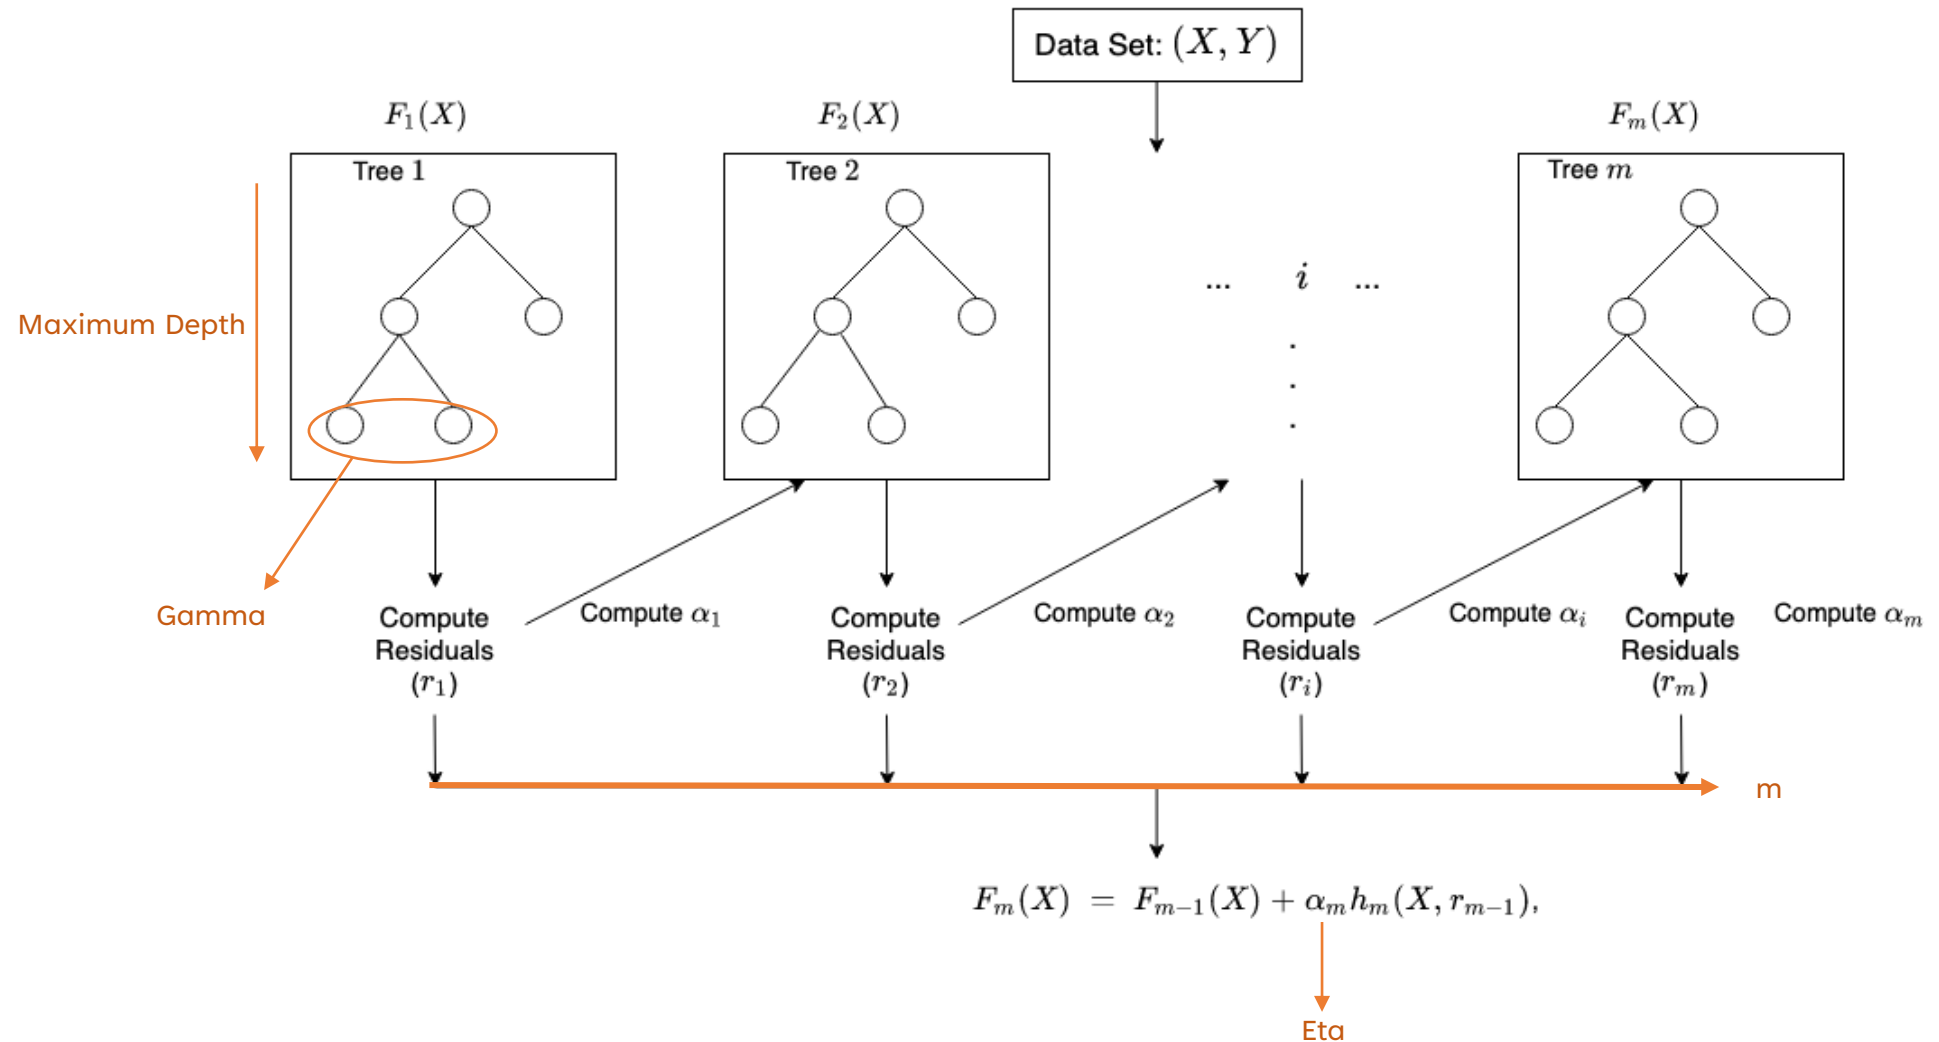 Data Set: (X, Y)
F₁(X)
F₂(X)
Fₘ(X)
Tree 1
Tree 2
Tree m
... i ...
.
.
.
Maximum Depth
Gamma
Compute
Residuals
(r₁)
Compute α₁
Compute
Residuals
(r₂)
Compute α₂
Compute
Residuals
(rᵢ)
Compute αᵢ
Compute
Residuals
(rₘ)
Compute αₘ
m
Fₘ(X) = Fₘ₋₁(X) + αₘhₘ(X, rₘ₋₁),
Eta